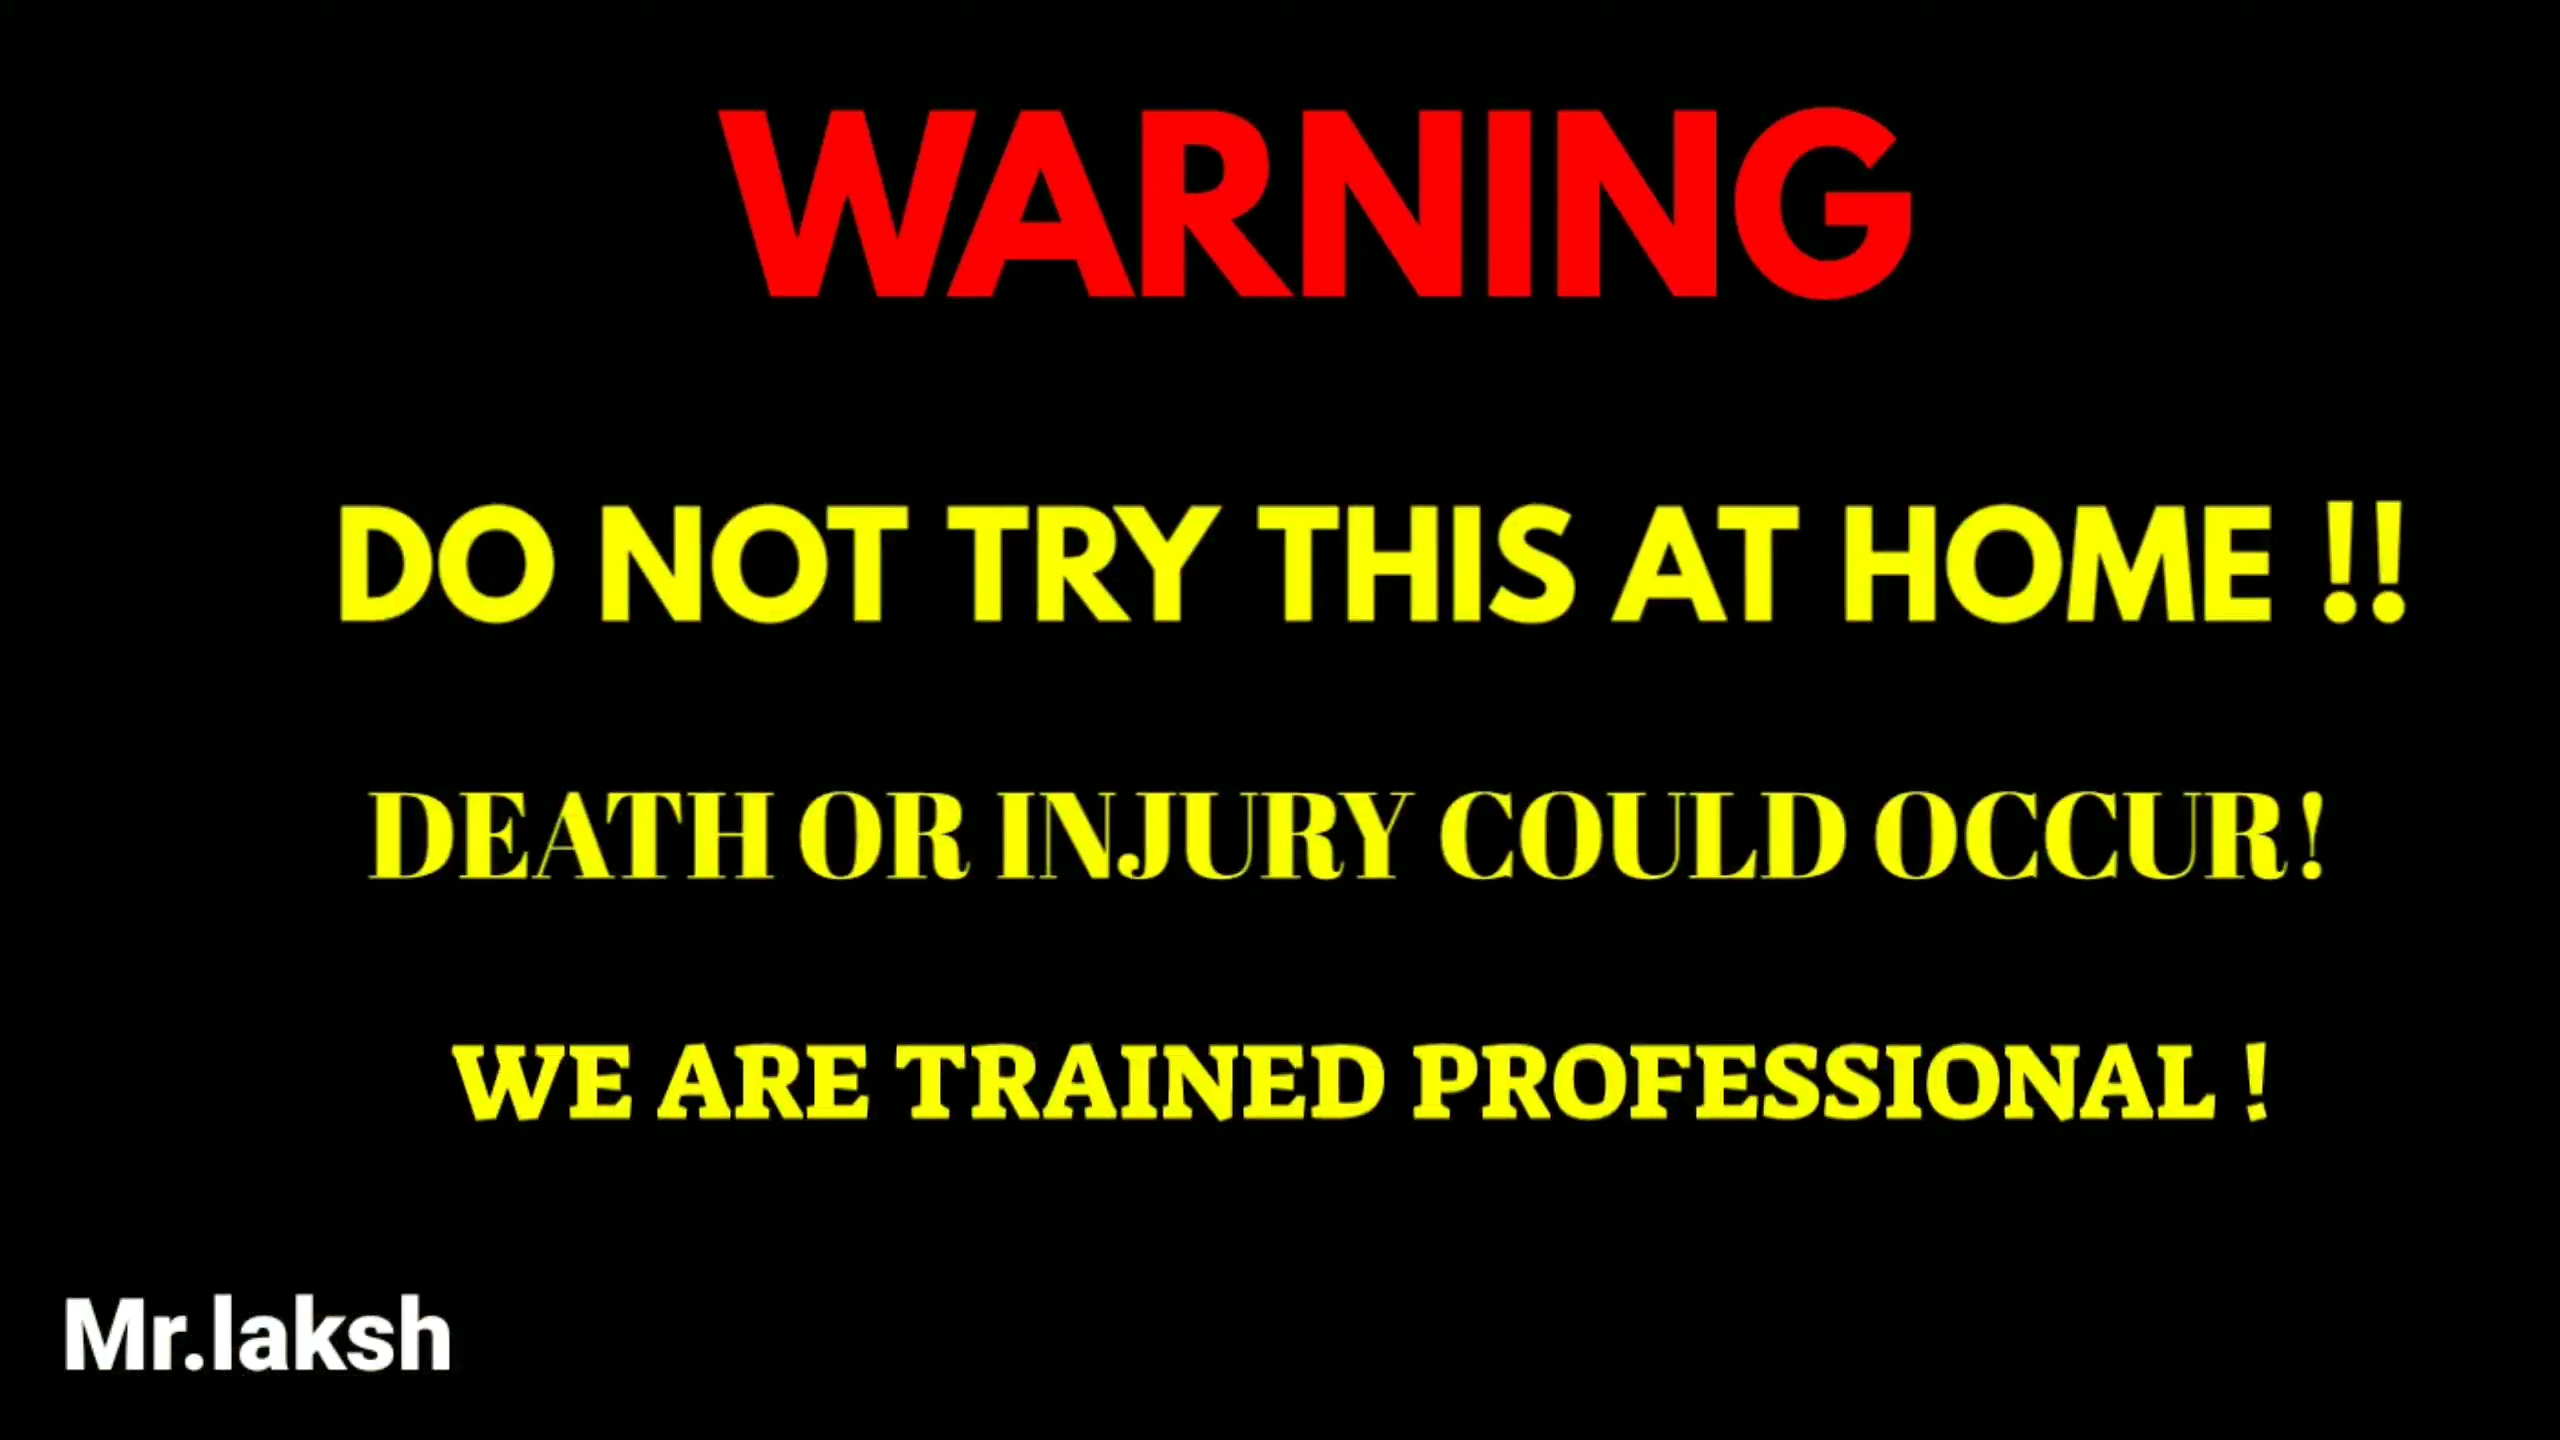 WARNING
DO NOT TRY THIS AT HOME !!
DEATH OR INJURY COULD OCCUR!
WE ARE TRAINED PROFESSIONAL !
Mr.laksh